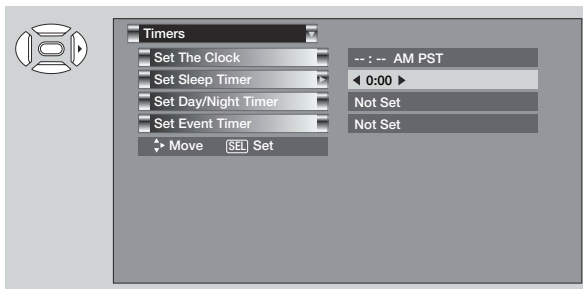 Timers
Set The Clock -- : -- AM PST
Set Sleep Timer 0:00
Set Day/Night Timer Not Set
Set Event Timer Not Set
Move SEL Set